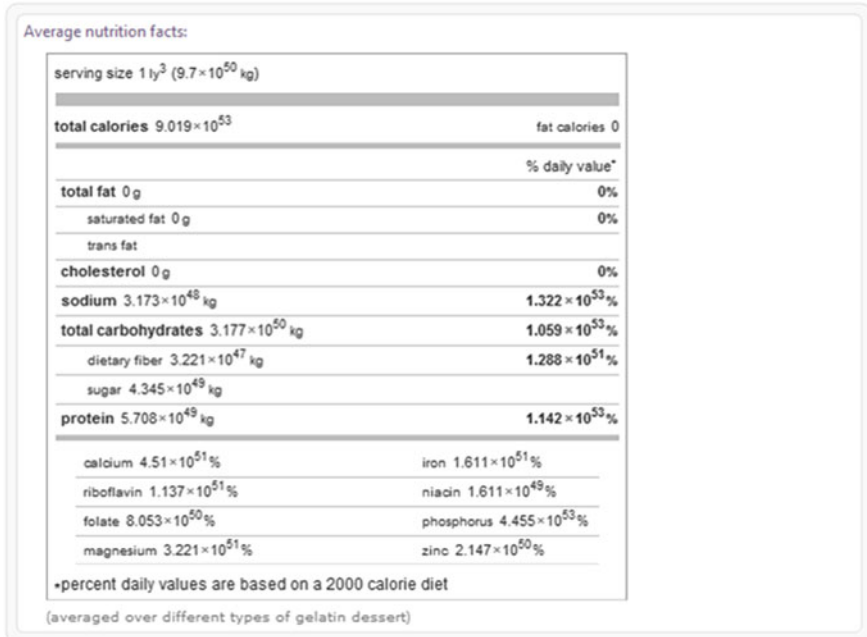 Average nutrition facts:
serving size 1 ly³ (9.7×10⁵⁰ kg)
total calories 9.019×10⁵³ fat calories 0
% daily value*
total fat 0 g 0%
saturated fat 0 g 0%
trans fat
cholesterol 0 g 0%
sodium 3.173×10⁴⁸ kg 1.322×10⁵³%
total carbohydrates 3.177×10⁵⁰ kg 1.059×10⁵³%
dietary fiber 3.221×10⁴⁷ kg 1.288×10⁵¹%
sugar 4.345×10⁴⁹ kg
protein 5.708×10⁴⁹ kg 1.142×10⁵³%
calcium 4.51×10⁵¹% iron 1.611×10⁵¹%
riboflavin 1.137×10⁵¹% niacin 1.611×10⁴⁹%
folate 8.053×10⁵⁰% phosphorus 4.455×10⁵³%
magnesium 3.221×10⁵¹% zinc 2.147×10⁵⁰%
*percent daily values are based on a 2000 calorie diet
(averaged over different types of gelatin dessert)